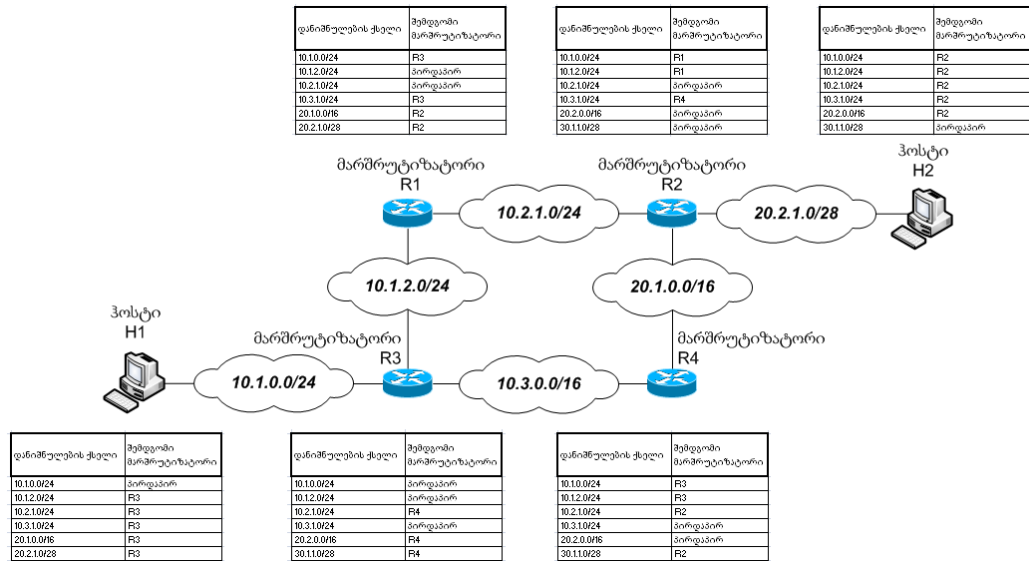 დანიშნულების ქსელი შემდგომი მარშრუტიზატორი
10.1.0.0/24 R3
10.1.2.0/24 პირდაპირ
10.2.1.0/24 პირდაპირ
10.3.1.0/24 R3
20.1.0.0/16 R2
20.2.1.0/28 R2
დანიშნულების ქსელი შემდგომი მარშრუტიზატორი
10.1.0.0/24 R1
10.1.2.0/24 R1
10.2.1.0/24 პირდაპირ
10.3.1.0/24 R4
20.2.0.0/16 პირდაპირ
30.1.1.0/28 პირდაპირ
დანიშნულების ქსელი შემდგომი მარშრუტიზატორი
10.1.0.0/24 R2
10.1.2.0/24 R2
10.2.1.0/24 R2
10.3.1.0/24 R2
20.2.0.0/16 R2
30.1.1.0/28 პირდაპირ
მარშრუტიზატორი
R1
მარშრუტიზატორი
R2
ჰოსტი
H2
10.2.1.0/24
20.2.1.0/28
10.1.2.0/24
20.1.0.0/16
ჰოსტი
H1
მარშრუტიზატორი
R3
მარშრუტიზატორი
R4
10.1.0.0/24
10.3.0.0/16
დანიშნულების ქსელი შემდგომი მარშრუტიზატორი
10.1.0.0/24 პირდაპირ
10.1.2.0/24 R3
10.2.1.0/24 R3
10.3.1.0/24 R3
20.1.0.0/16 R3
20.2.1.0/28 R3
დანიშნულების ქსელი შემდგომი მარშრუტიზატორი
10.1.0.0/24 პირდაპირ
10.1.2.0/24 პირდაპირ
10.2.1.0/24 R4
10.3.1.0/24 პირდაპირ
20.2.0.0/16 R4
30.1.1.0/28 R4
დანიშნულების ქსელი შემდგომი მარშრუტიზატორი
10.1.0.0/24 R3
10.1.2.0/24 R3
10.2.1.0/24 R2
10.3.1.0/24 პირდაპირ
20.2.0.0/16 პირდაპირ
30.1.1.0/28 R2